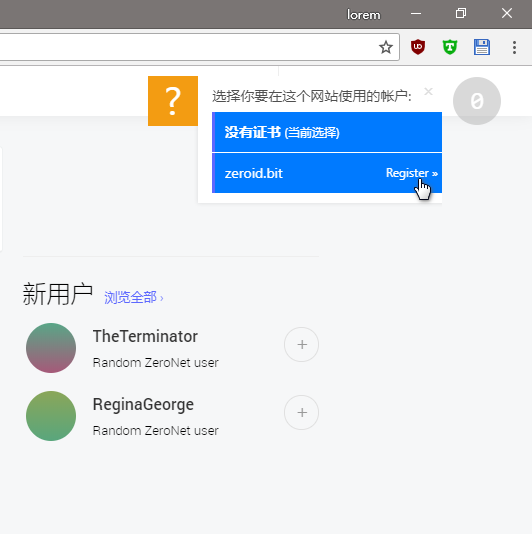 lorem
?
选择你要在这个网站使用的帐户:
×
0
没有证书 (当前选择)
zeroid.bit
Register »
新用户 浏览全部 ›
TheTerminator
Random ZeroNet user
+
ReginaGeorge
Random ZeroNet user
+